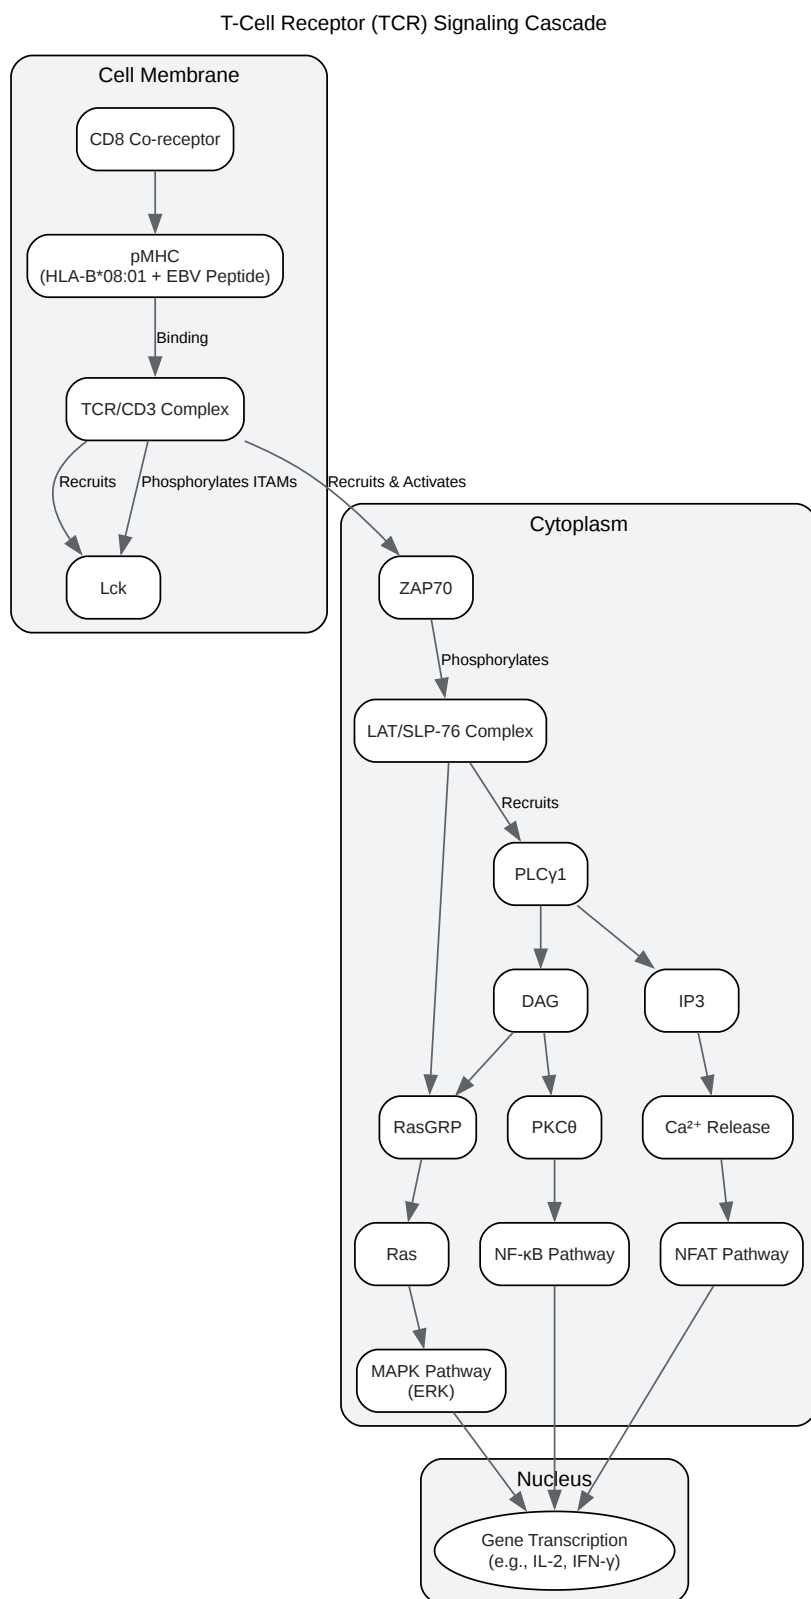 T-Cell Receptor (TCR) Signaling Cascade
Cell Membrane
CD8 Co-receptor
pMHC
(HLA-B*08:01 + EBV Peptide)
Binding
TCR/CD3 Complex
Recruits
Phosphorylates ITAMs
Recruits & Activates
Lck
Cytoplasm
ZAP70
Phosphorylates
LAT/SLP-76 Complex
Recruits
PLCγ1
DAG
IP3
RasGRP
PKCθ
Ca²⁺ Release
Ras
NF-κB Pathway
NFAT Pathway
MAPK Pathway
(ERK)
Nucleus
Gene Transcription
(e.g., IL-2, IFN-γ)